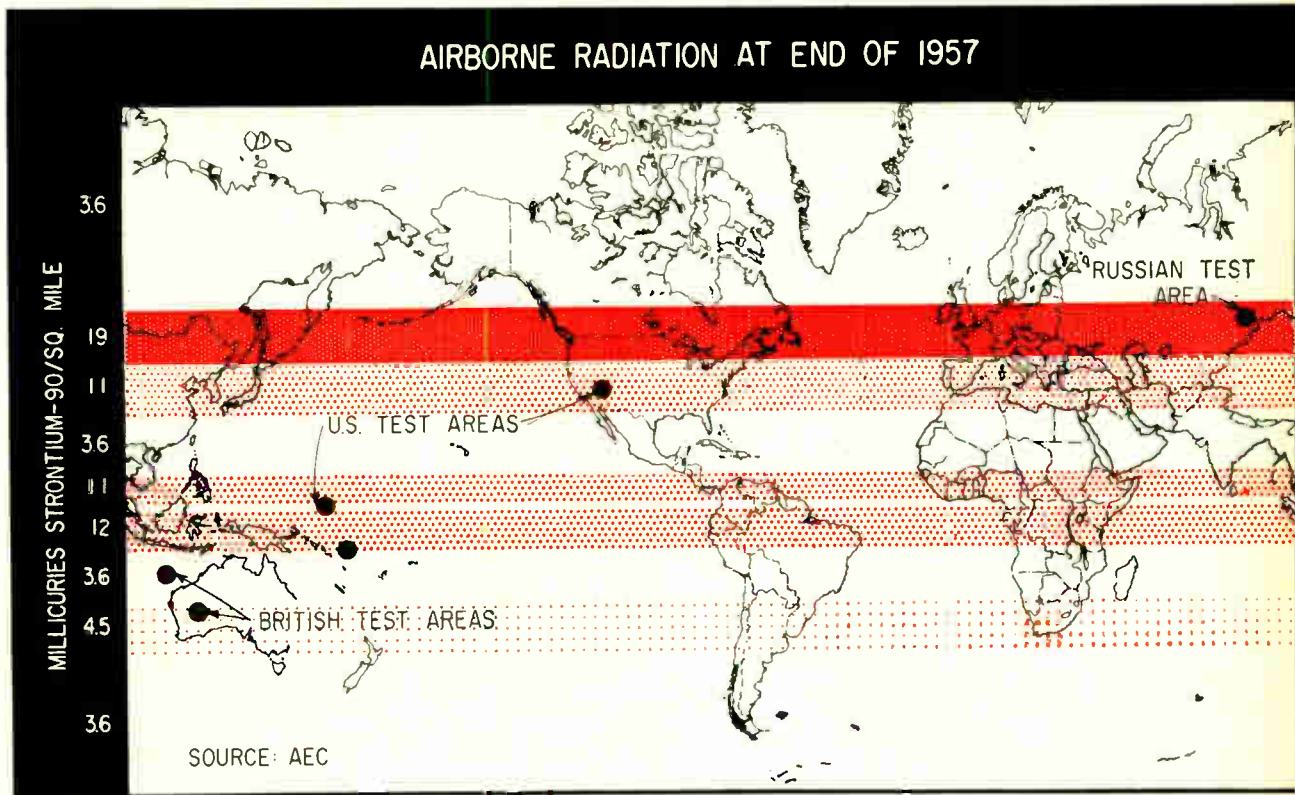 AIRBORNE RADIATION AT END OF 1957
MILLICURIES STRONTIUM-90/SQ. MILE
3.6
19
11
3.6
11
12
3.6
4.5
3.6
RUSSIAN TEST
AREA
U.S. TEST AREAS
BRITISH TEST AREAS
SOURCE: AEC